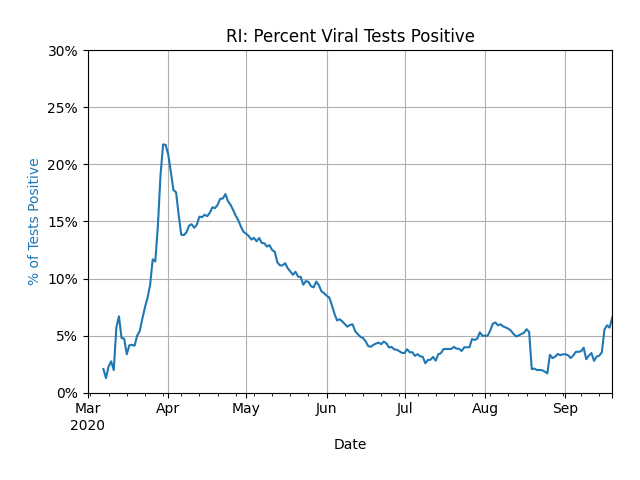 RI: Percent Viral Tests Positive
30%
25%
20%
15%
10%
5%
0%
% of Tests Positive
Mar Apr May Jun Jul Aug Sep
2020
Date